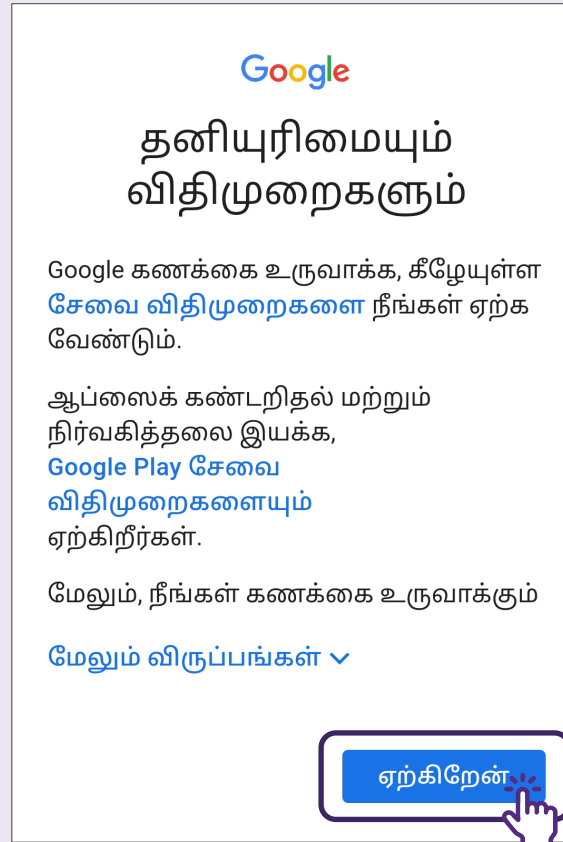 Google
தனியுரிமையும்
விதிமுறைகளும்
Google கணக்கை உருவாக்க, கீழேயுள்ள
சேவை விதிமுறைகளை நீங்கள் ஏற்க
வேண்டும்.
ஆப்ஸைக் கண்டறிதல் மற்றும்
நிர்வகித்தலை இயக்க,
Google Play சேவை
விதிமுறைகளையும்
ஏற்கிறீர்கள்.
மேலும், நீங்கள் கணக்கை உருவாக்கும்
மேலும் விருப்பங்கள்
ஏற்கிறேன்